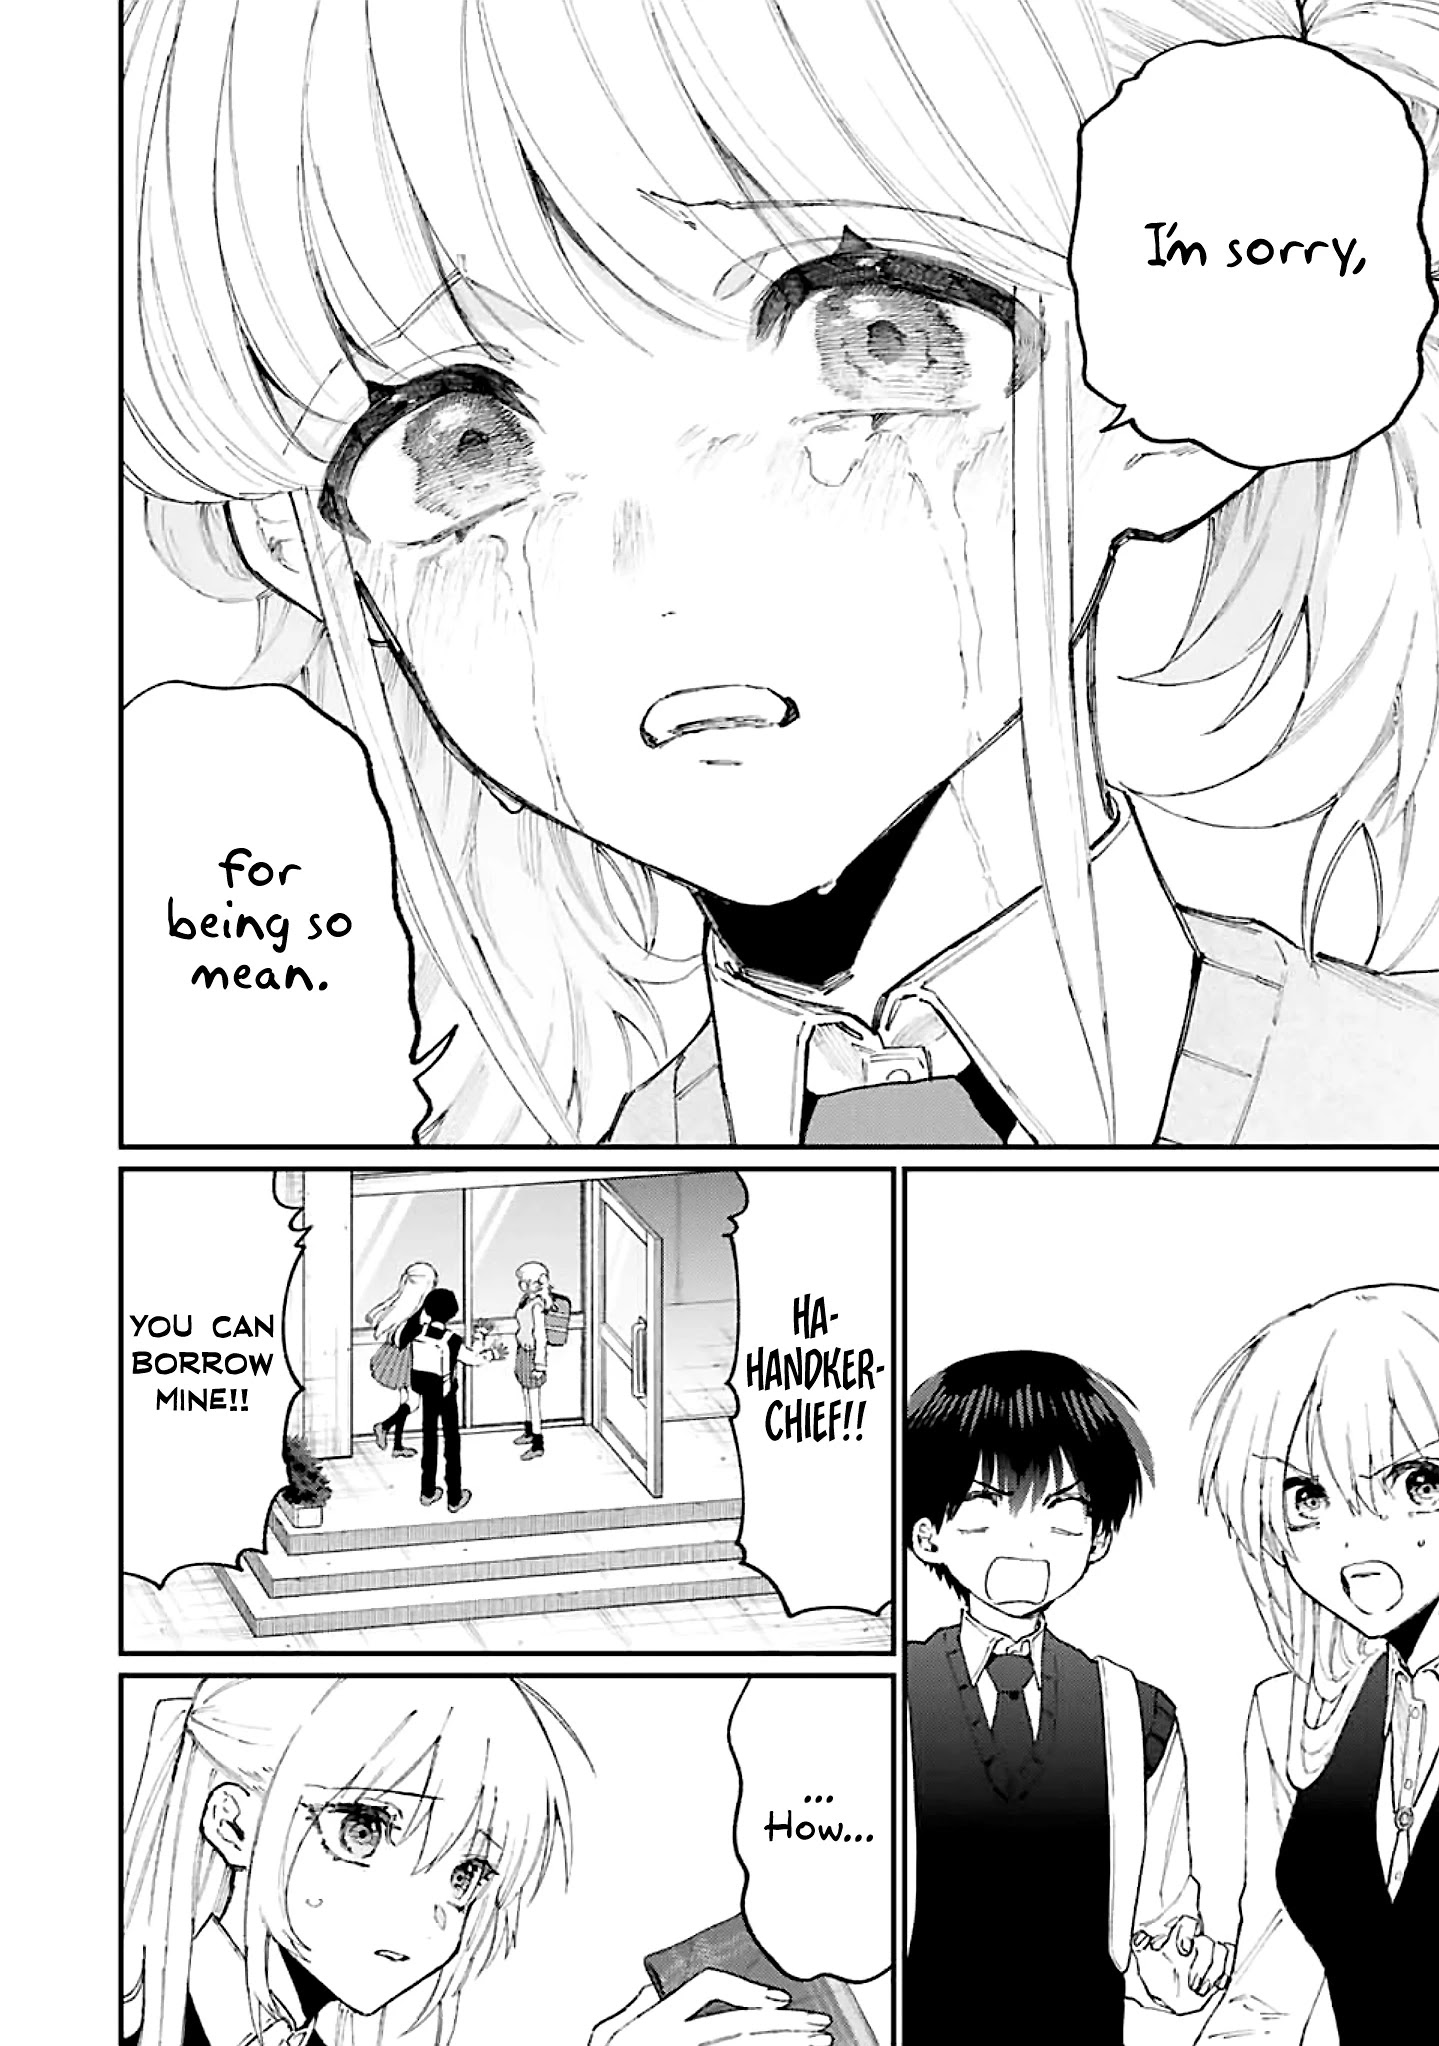 I'm sorry,
for
being so
mean.
HA-
HANDKER-
CHIEF!!
YOU CAN
BORROW
MINE!!
...
How...